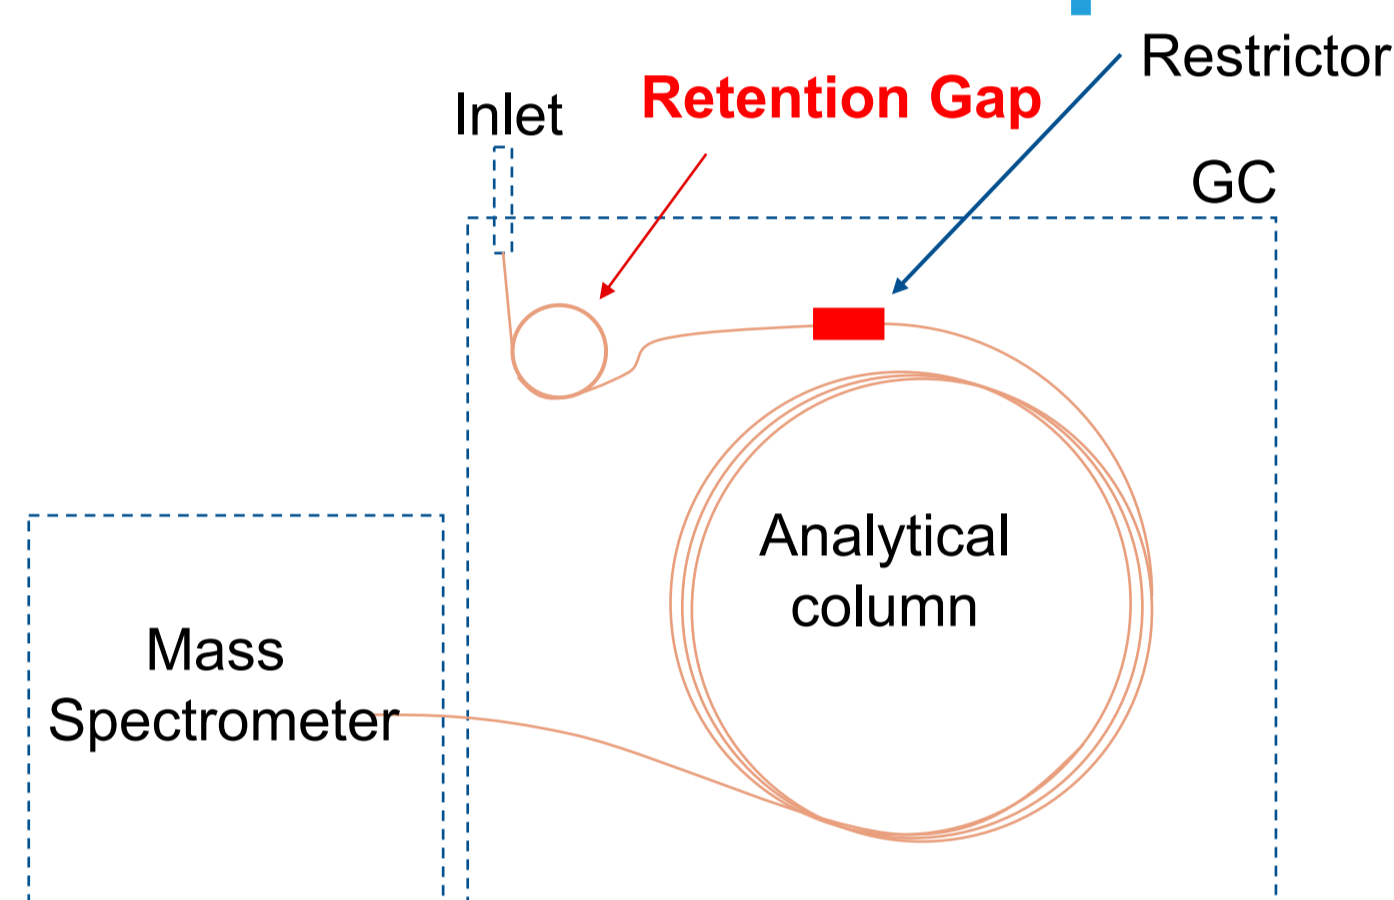 Restrictor
Retention Gap
Inlet
GC
Analytical
column
Mass
Spectrometer